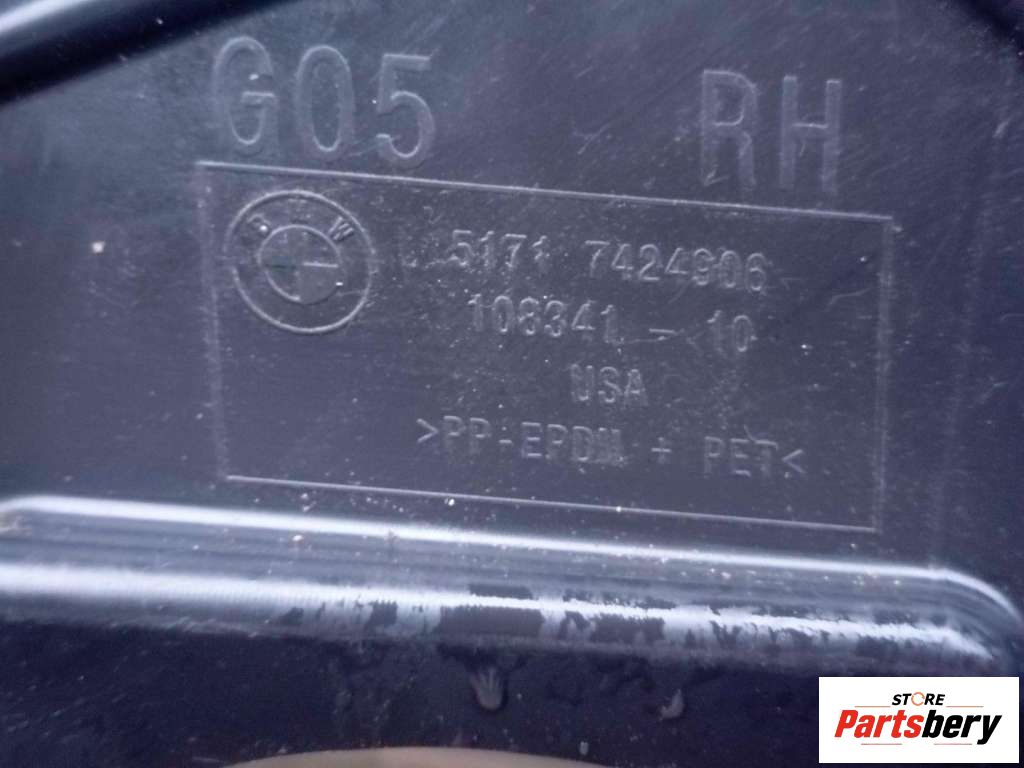 G05 RH
BMW
5171 7424906
108341 - 10
USA
>PP-EPDM + PET<
STORE
Partsbery